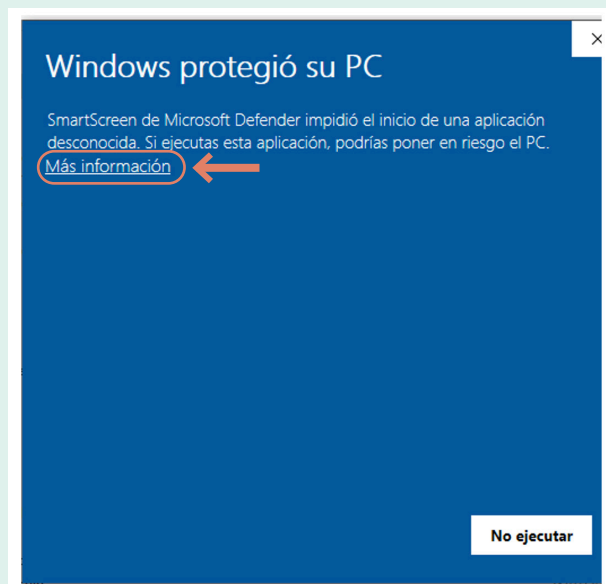 Windows protegió su PC
SmartScreen de Microsoft Defender impidió el inicio de una aplicación
desconocida. Si ejecutas esta aplicación, podrías poner en riesgo el PC.
Más información
No ejecutar